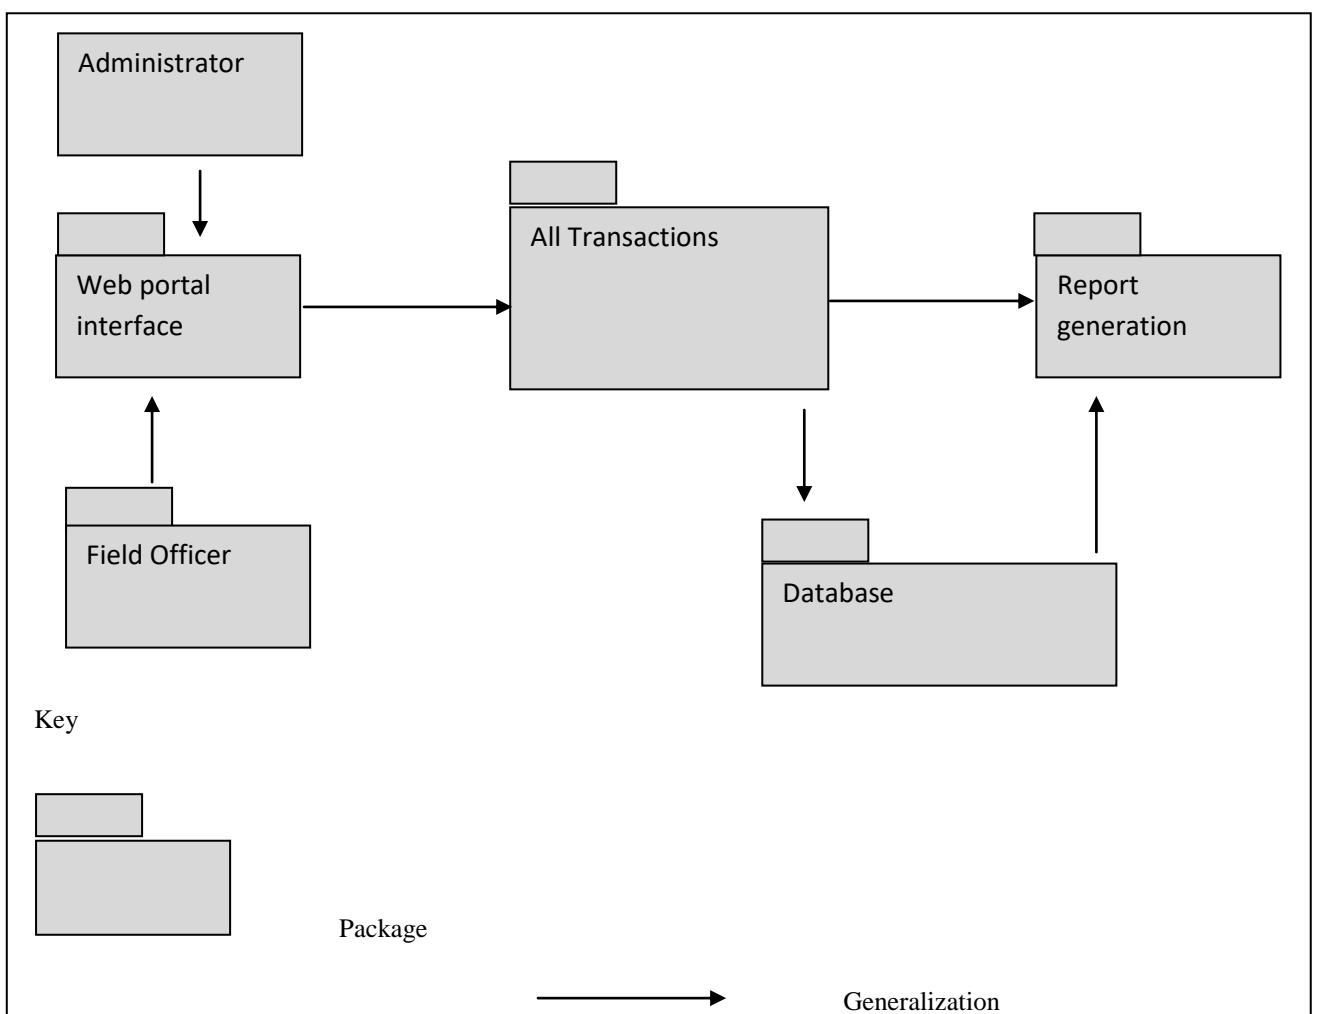 Administrator
All Transactions
Web portal
interface
Report
generation
Field Officer
Database
Key
Package
Generalization